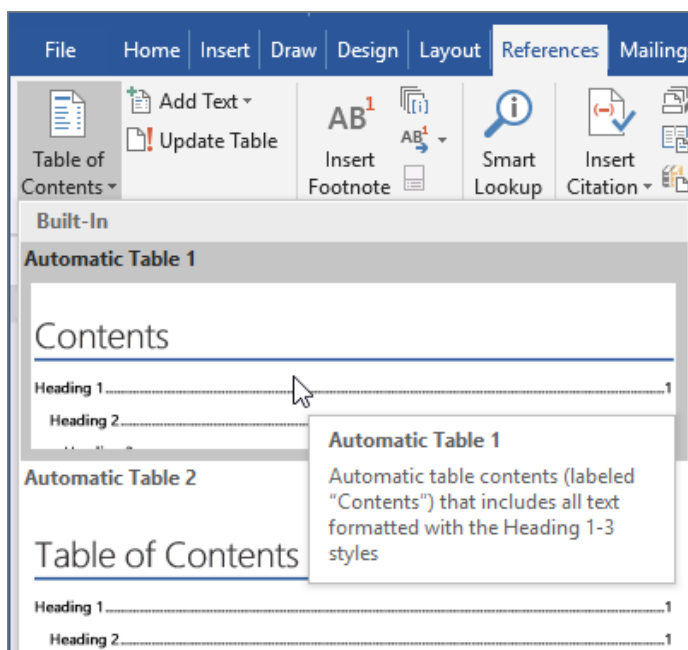 File Home Insert Draw Design Layout References Mailing
Add Text
Update Table
Table of
Contents
AB1
Insert
Footnote
[i]
AB1
Smart
Lookup
(-)
Insert
Citation
Built-In
Automatic Table 1
Contents
Heading 1 1
Heading 2
Automatic Table 1
Automatic table contents (labeled
“Contents”) that includes all text
formatted with the Heading 1-3
styles
Automatic Table 2
Table of Contents
Heading 1 1
Heading 2 1